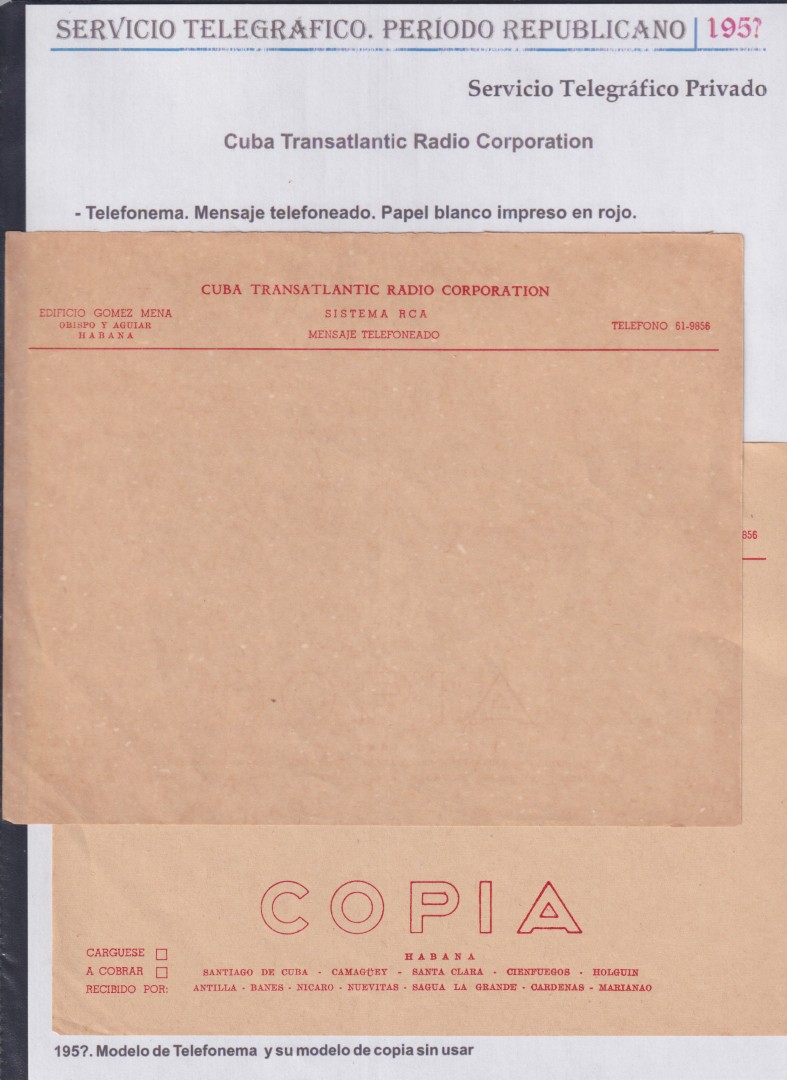 SERVICIO TELEGRÁFICO. PERÍODO REPUBLICANO | 195?
Servicio Telegráfico Privado
Cuba Transatlantic Radio Corporation
- Telefonema. Mensaje telefoneado. Papel blanco impreso en rojo.
CUBA TRANSATLANTIC RADIO CORPORATION
EDIFICIO GOMEZ MENA
OBISPO Y AGUIAR
HABANA
SISTEMA RCA
MENSAJE TELEFONEADO
TELEFONO 61-9856
856
COPIA
CARGUESE
A COBRAR
RECIBIDO POR:
HABANA
SANTIAGO DE CUBA - CAMAGÜEY - SANTA CLARA - CIENFUEGOS - HOLGUIN
ANTILLA - BANES - NICARO - NUEVITAS - SAGUA LA GRANDE - CARDENAS - MARIANAO
195?. Modelo de Telefonema y su modelo de copia sin usar